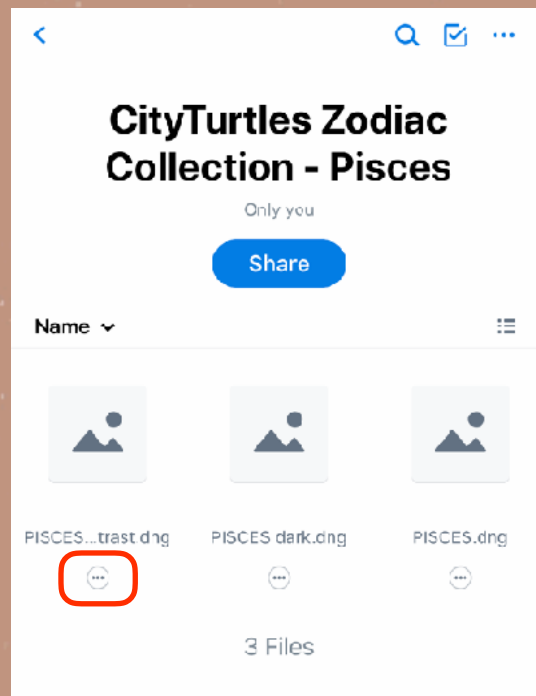 CityTurtles Zodiac
Collection - Pisces
Only you
Share
Name
PISCES...trast.dng PISCES dark.dng PISCES.dng
3 Files